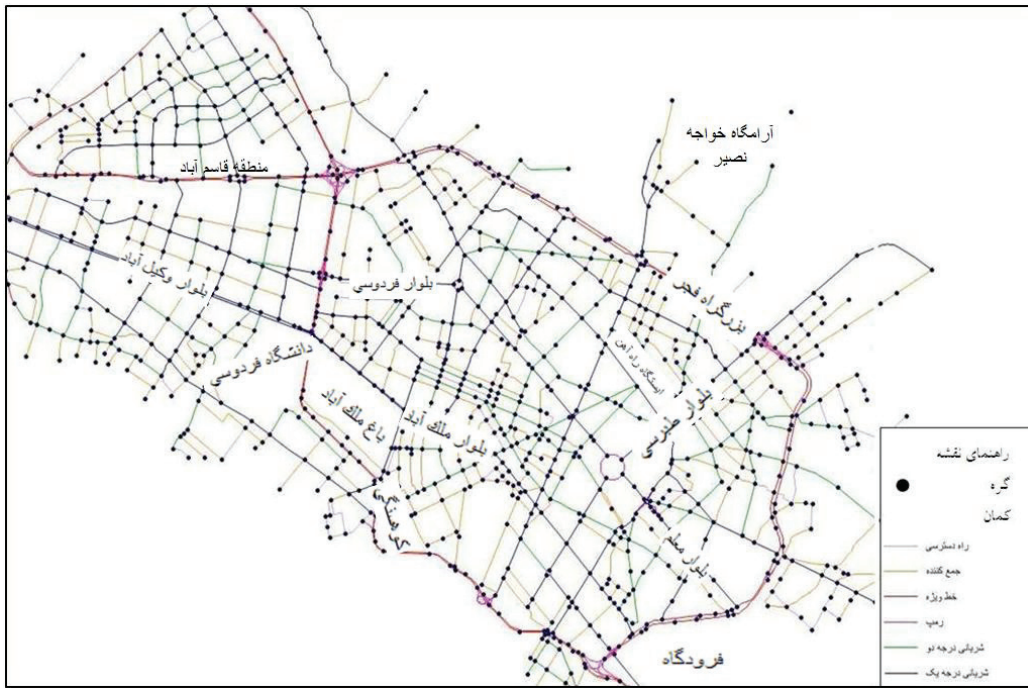 آرامگاه خواجه
نصیر
منطقه قاسم آباد
بلوار وکیل آباد
بلوار فردوسی
بزرگراه فجر
دانشگاه فردوسی
ایستگاه راه آهن
بلوار طبرسی
باغ ملک آباد
بلوار ملک آباد
کوهسنگی
فرودگاه
راهنمای نقشه
گره
کمان
راه دسترسی
جمع کننده
خط ویژه
رمپ
شریانی درجه دو
شریانی درجه یک